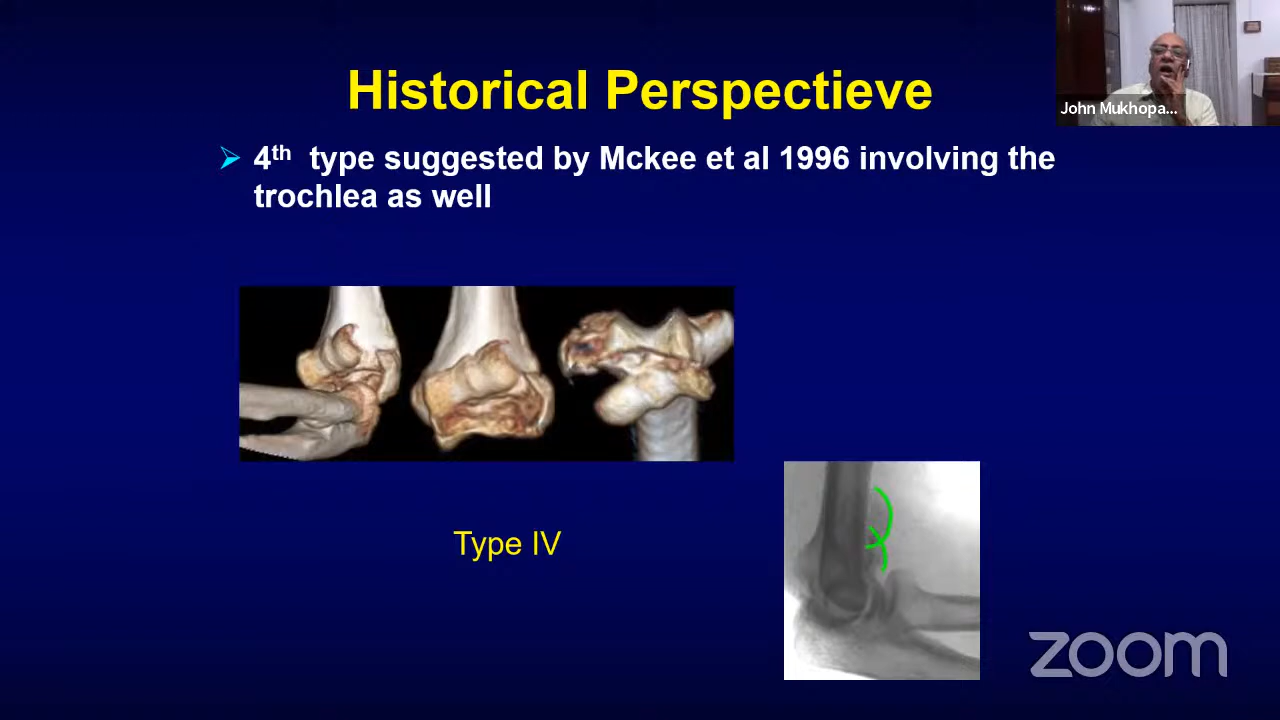 Historical Perspectieve
4th type suggested by Mckee et al 1996 involving the
trochlea as well
Type IV
John Mukhopa...
zoom